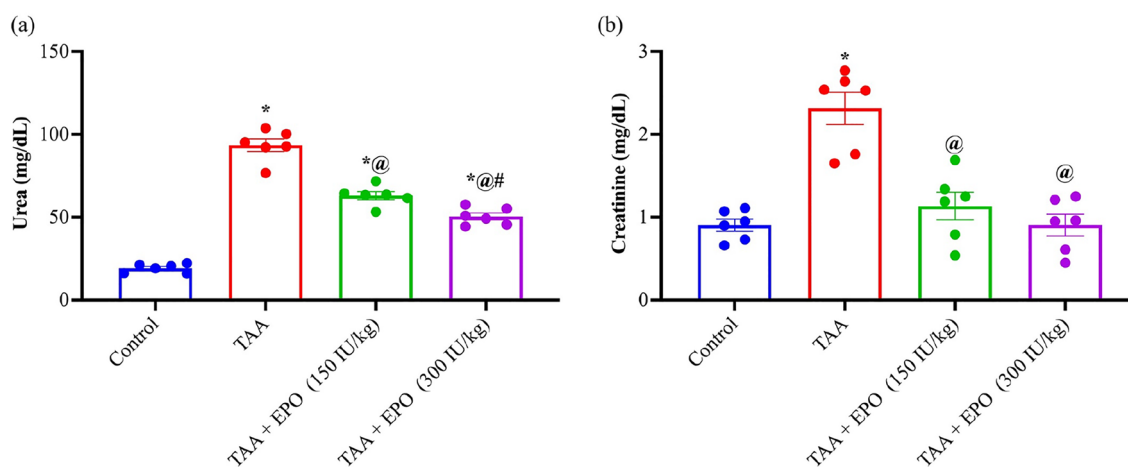 (a)
150
100
50
0
Urea (mg/dL)
*
*@
*@#
Control
TAA
TAA + EPO (150 IU/kg)
TAA + EPO (300 IU/kg)
(b)
3
2
1
0
Creatinine (mg/dL)
*
@
@
Control
TAA
TAA + EPO (150 IU/kg)
TAA + EPO (300 IU/kg)